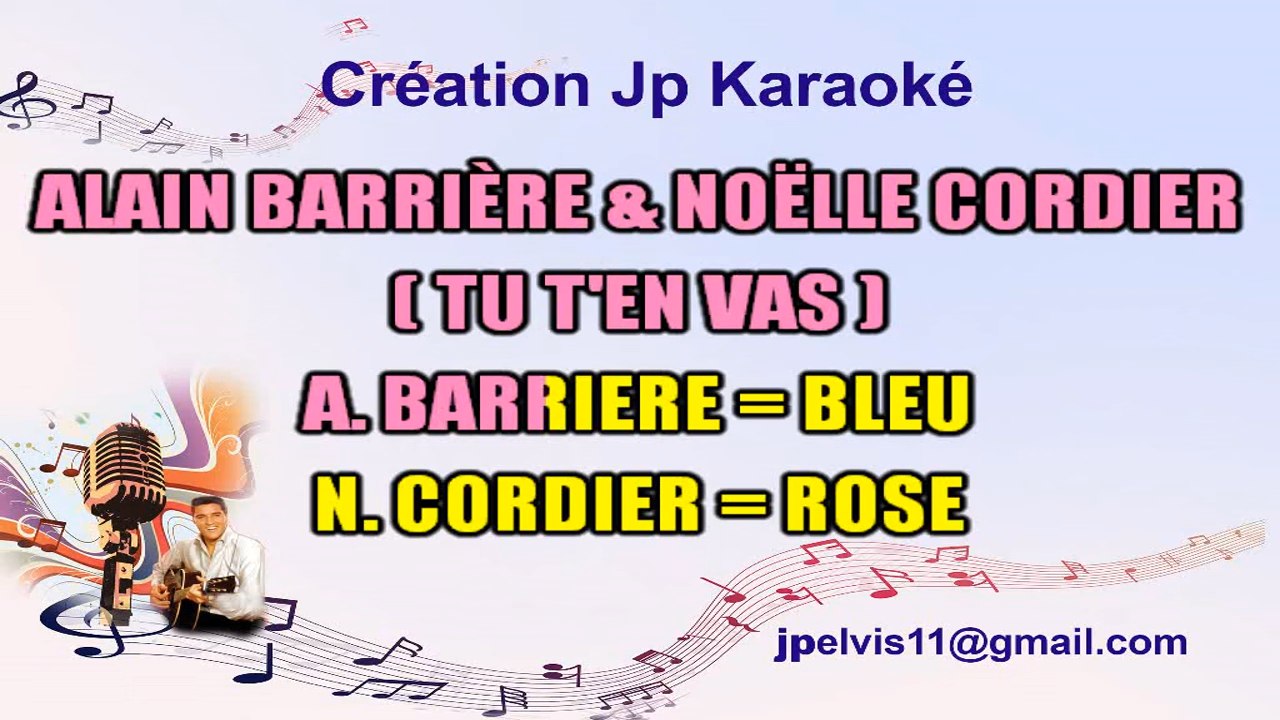 Création Jp Karaoké
ALAIN BARRIÈRE & NOËLLE CORDIER
( TU T'EN VAS )
A. BARRIERE = BLEU
N. CORDIER = ROSE
jpelvis11@gmail.com